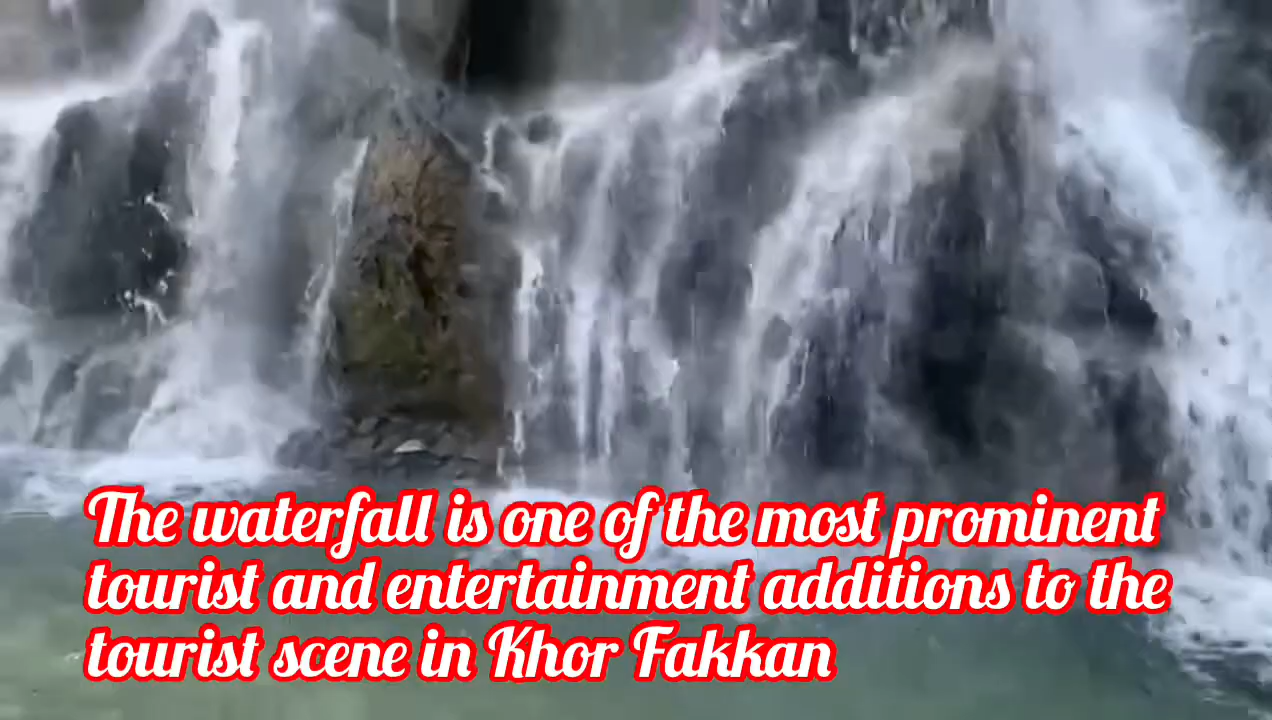 The waterfall is one of the most prominent
tourist and entertainment additions to the
tourist scene in Khor Fakkan